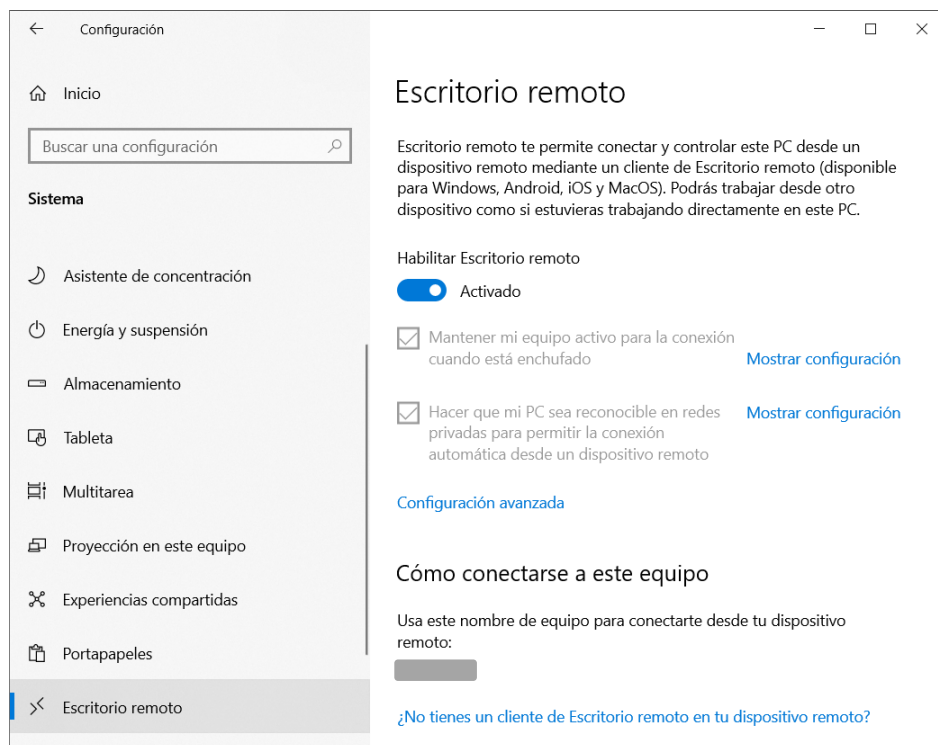 Configuración
Inicio
Buscar una configuración
Sistema
Asistente de concentración
Energía y suspensión
Almacenamiento
Tableta
Multitarea
Proyección en este equipo
Experiencias compartidas
Portapapeles
Escritorio remoto
Escritorio remoto
Escritorio remoto te permite conectar y controlar este PC desde un
dispositivo remoto mediante un cliente de Escritorio remoto (disponible
para Windows, Android, iOS y MacOS). Podrás trabajar desde otro
dispositivo como si estuvieras trabajando directamente en este PC.
Habilitar Escritorio remoto
Activado
Mantener mi equipo activo para la conexión
cuando está enchufado
Mostrar configuración
Hacer que mi PC sea reconocible en redes
privadas para permitir la conexión
automática desde un dispositivo remoto
Mostrar configuración
Configuración avanzada
Cómo conectarse a este equipo
Usa este nombre de equipo para conectarte desde tu dispositivo
remoto:
¿No tienes un cliente de Escritorio remoto en tu dispositivo remoto?